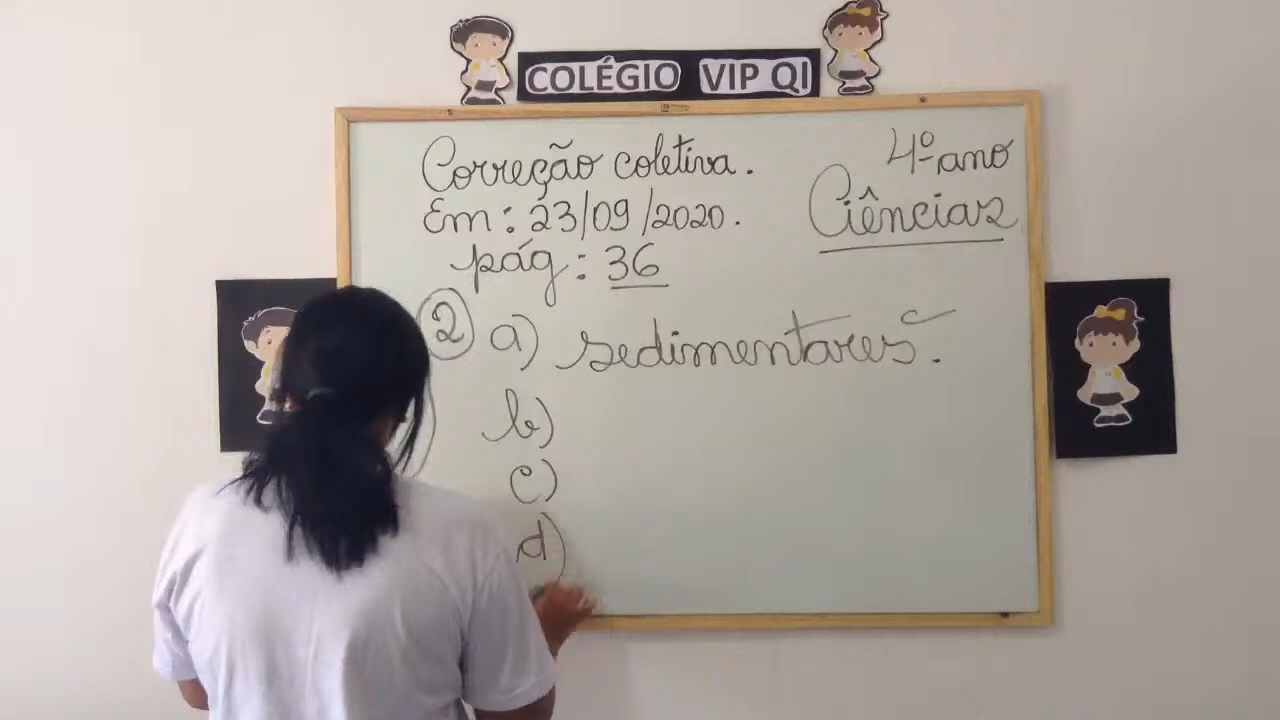 COLÉGIO VIP QI
Correção coletiva.
4º ano
Em: 23/09/2020.
Ciências
pág: 36
2 a) sedimentares.
b)
c)
d)